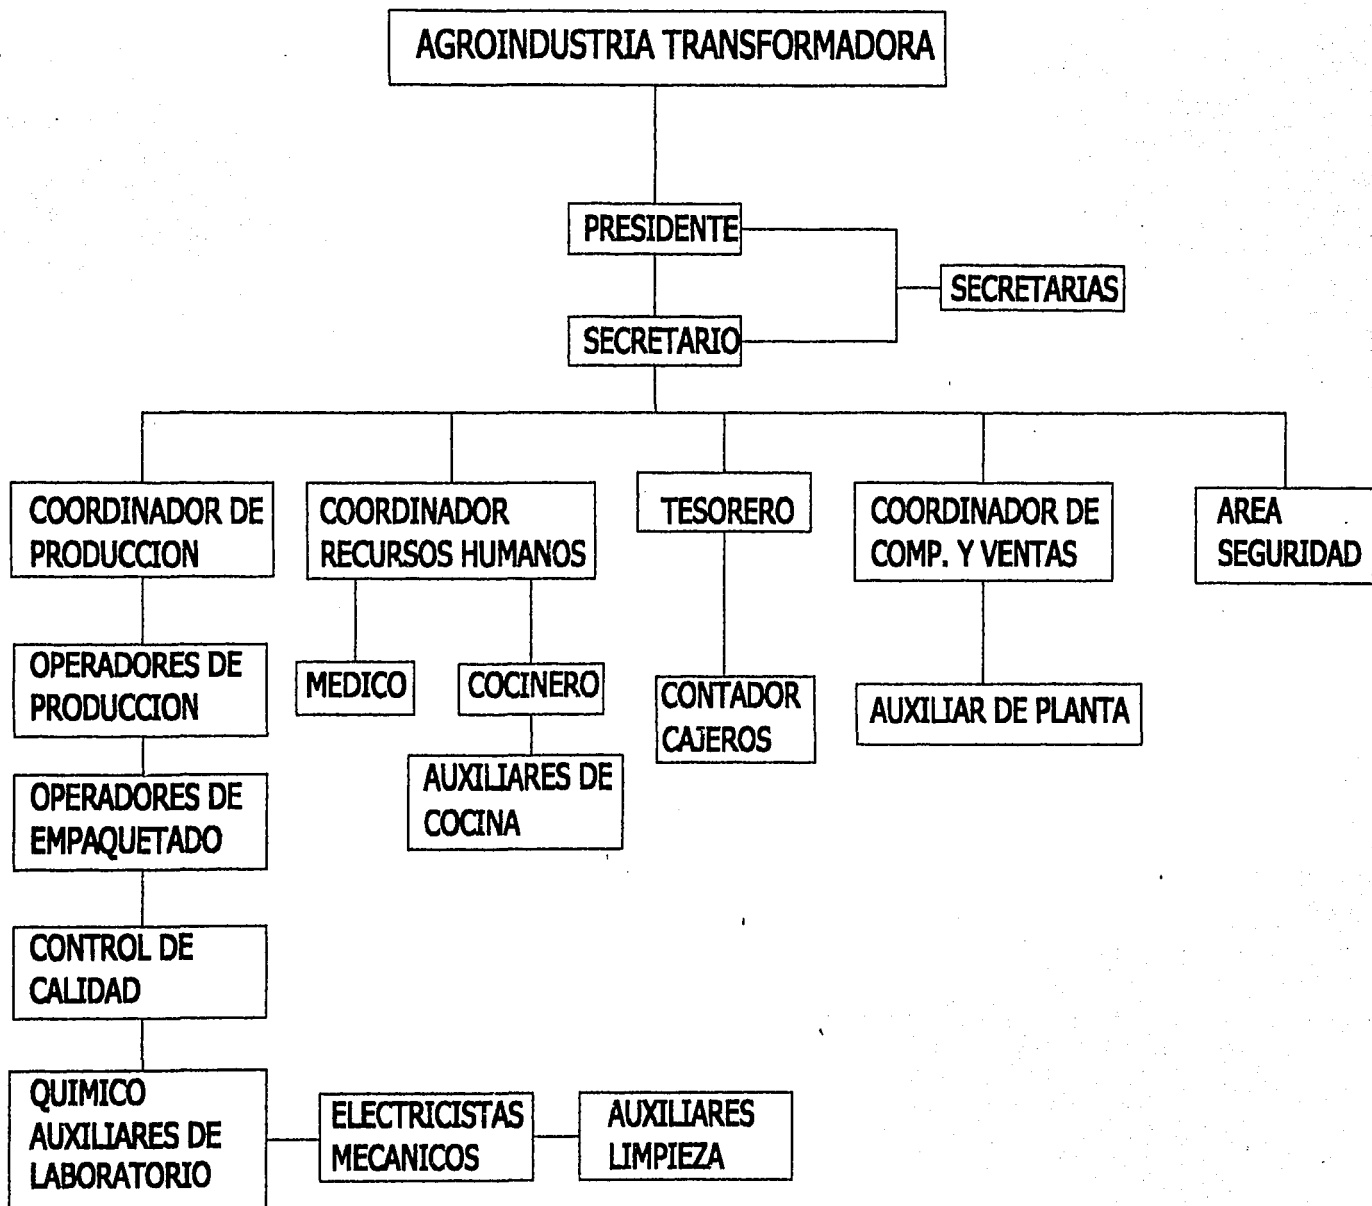 AGROINDUSTRIA TRANSFORMADORA
PRESIDENTE
SECRETARIAS
SECRETARIO
COORDINADOR DE
PRODUCCION
COORDINADOR
RECURSOS HUMANOS
TESORERO
COORDINADOR DE
COMP. Y VENTAS
AREA
SEGURIDAD
OPERADORES DE
PRODUCCION
MEDICO
COCINERO
CONTADOR
CAJEROS
AUXILIAR DE PLANTA
OPERADORES DE
EMPAQUETADO
AUXILIARES DE
COCINA
CONTROL DE
CALIDAD
QUIMICO
AUXILIARES DE
LABORATORIO
ELECTRICISTAS
MECANICOS
AUXILIARES
LIMPIEZA